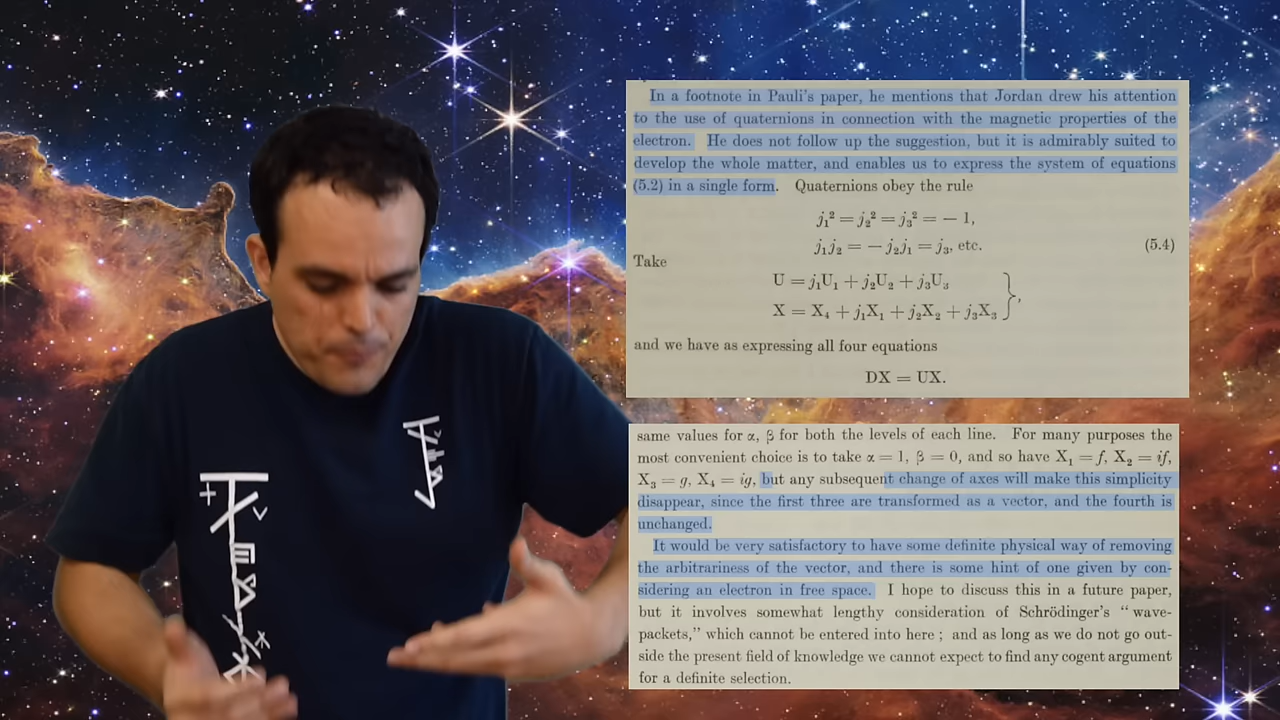 In a footnote in Pauli's paper, he mentions that Jordan drew his attention
to the use of quaternions in connection with the magnetic properties of the
electron. He does not follow up the suggestion, but it is admirably suited to
develop the whole matter, and enables us to express the system of equations
(5.2) in a single form. Quaternions obey the rule
j₁² = j₂² = j₃² = − 1,
j₁j₂ = − j₂j₁ = j₃, etc. (5.4)
Take
U = j₁U₁ + j₂U₂ + j₃U₃
X = X₄ + j₁X₁ + j₂X₂ + j₃X₃ },
and we have as expressing all four equations
DX = UX.
same values for α, β for both the levels of each line. For many purposes the
most convenient choice is to take α = 1, β = 0, and so have X₁ = f, X₂ = if,
X₃ = g, X₄ = ig, but any subsequent change of axes will make this simplicity
disappear, since the first three are transformed as a vector, and the fourth is
unchanged.
It would be very satisfactory to have some definite physical way of removing
the arbitrariness of the vector, and there is some hint of one given by con-
sidering an electron in free space. I hope to discuss this in a future paper,
but it involves somewhat lengthy consideration of Schrödinger's " wave-
packets," which cannot be entered into here ; and as long as we do not go out-
side the present field of knowledge we cannot expect to find any cogent argument
for a definite selection.